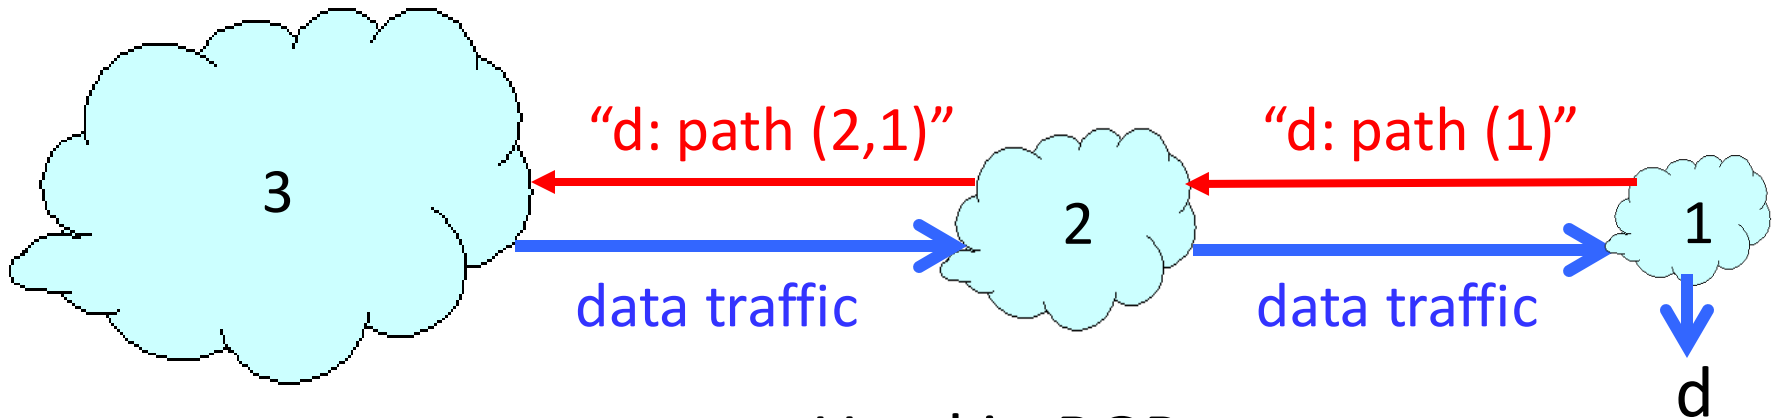 “d: path (2,1)”
“d: path (1)”
3
2
1
data traffic
data traffic
d